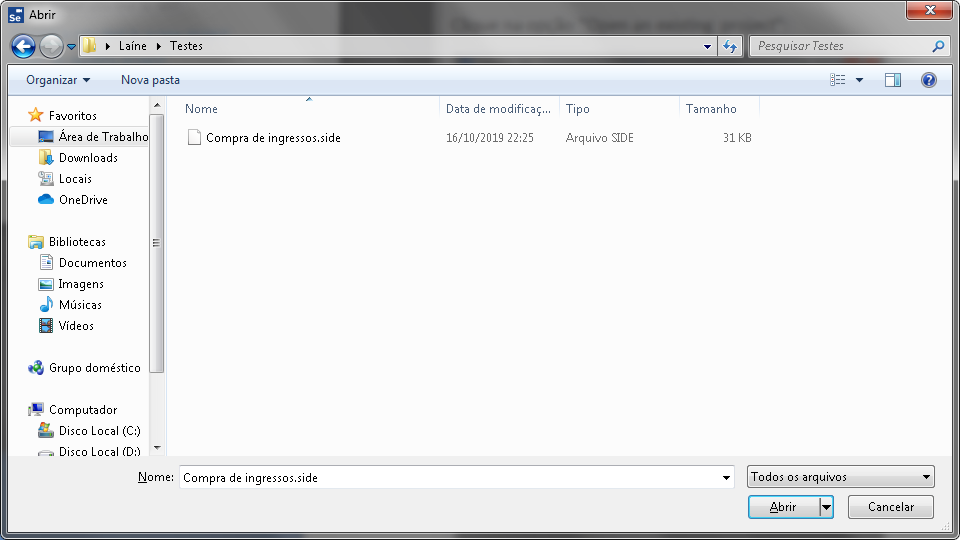 Se Abrir
Laíne Testes
Pesquisar Testes
Organizar Nova pasta
Favoritos
Área de Trabalho
Downloads
Locais
OneDrive
Bibliotecas
Documentos
Imagens
Músicas
Vídeos
Grupo doméstico
Computador
Disco Local (C:)
Disco Local (D:)
Nome Data de modificaç... Tipo Tamanho
Compra de ingressos.side 16/10/2019 22:25 Arquivo SIDE 31 KB
Nome: Compra de ingressos.side Todos os arquivos
Abrir Cancelar